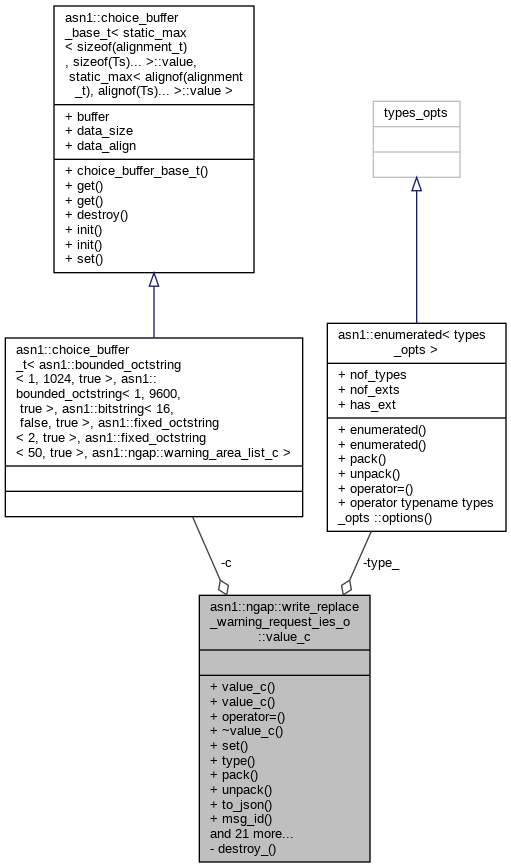 asn1::choice_buffer
_base_t< static_max
< sizeof(alignment_t)
, sizeof(Ts)... >::value,
static_max< alignof(alignment
_t), alignof(Ts)... >::value >
+ buffer
+ data_size
+ data_align
+ choice_buffer_base_t()
+ get()
+ get()
+ destroy()
+ init()
+ init()
+ set()
types_opts
asn1::choice_buffer
_t< asn1::bounded_octstring
< 1, 1024, true >, asn1::
bounded_octstring< 1, 9600,
true >, asn1::bitstring< 16,
false, true >, asn1::fixed_octstring
< 2, true >, asn1::fixed_octstring
< 50, true >, asn1::ngap::warning_area_list_c >
asn1::enumerated< types
_opts >
+ nof_types
+ nof_exts
+ has_ext
+ enumerated()
+ enumerated()
+ pack()
+ unpack()
+ operator=()
+ operator typename types
_opts ::options()
-c
-type_
asn1::ngap::write_replace
_warning_request_ies_o
::value_c
+ value_c()
+ value_c()
+ operator=()
+ ~value_c()
+ set()
+ type()
+ pack()
+ unpack()
+ to_json()
+ msg_id()
and 21 more...
- destroy_()